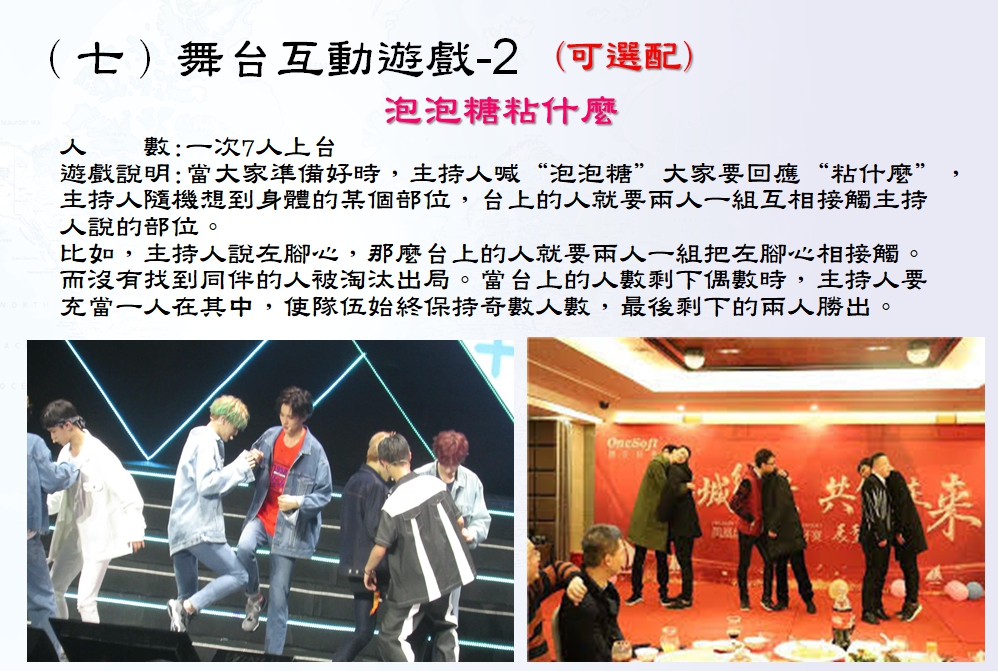 （七）舞台互動遊戲-2 (可選配)
泡泡糖粘什麼
人　　數:一次7人上台
遊戲說明:當大家準備好時，主持人喊“泡泡糖”大家要回應“粘什麼”，
主持人隨機想到身體的某個部位，台上的人就要兩人一組互相接觸主持
人說的部位。
比如，主持人說左腳心，那麼台上的人就要兩人一組把左腳心相接觸。
而沒有找到同伴的人被淘汰出局。當台上的人數剩下偶數時，主持人要
充當一人在其中，使隊伍始終保持奇數人數，最後剩下的兩人勝出。
OneSoft
城 共 未來